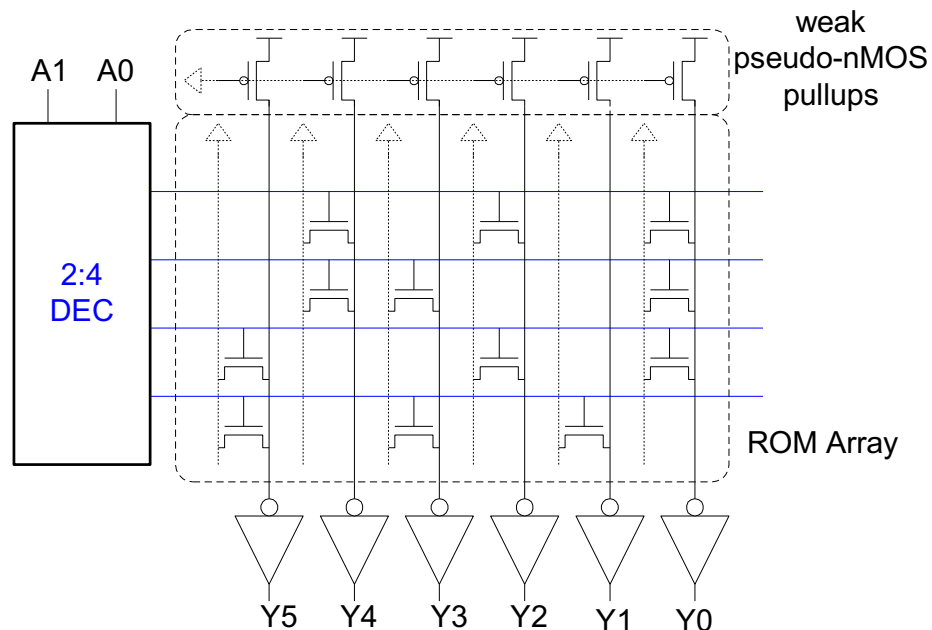 weak
pseudo-nMOS
pullups
A1 A0
2:4
DEC
ROM Array
Y5 Y4 Y3 Y2 Y1 Y0